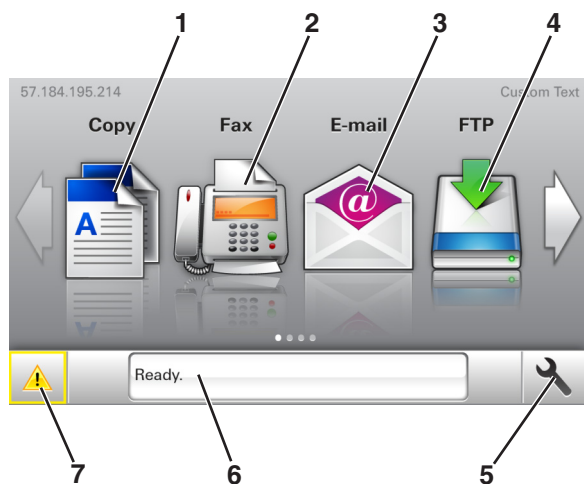 1 2 3 4
57.184.195.214 Custom Text
Copy Fax E-mail FTP
A @
Ready.
7 6 5